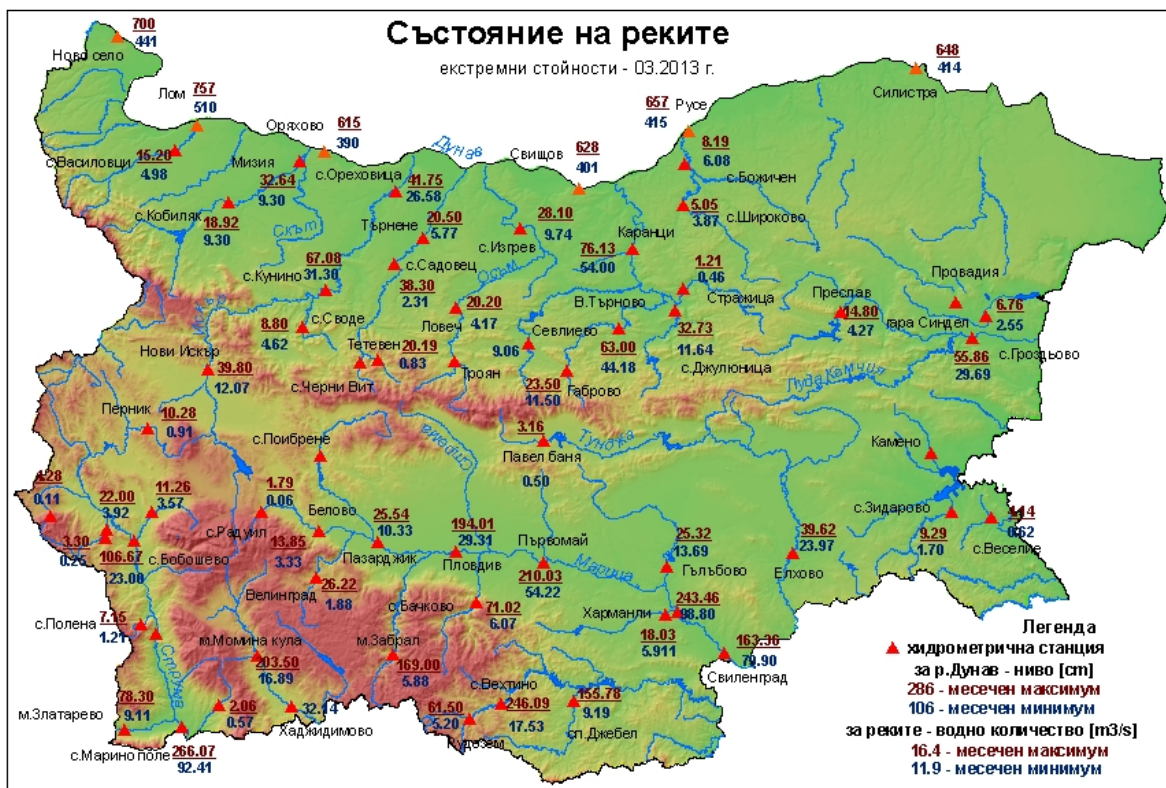 Състояние на реките
екстремни стойности - 03.2013 г.
700
441
Ново село
Лом
757
510
Оряхово
615
390
Дунав
Свищов
628
401
657
415
Русе
648
414
Силистра
с.Василовци
15.20
4.98
Мизия
32.64
9.30
с.Ореховица
41.75
26.58
8.19
6.08
с.Божичен
с.Кобиляк
18.92
9.30
Скът
Търнене
20.50
5.77
с.Изгрев
28.10
9.74
5.05
3.87
с.Широково
Каранци
76.13
54.00
67.08
31.30
с.Кунино
с.Садовец
38.30
2.31
Осъм
1.21
0.46
Стражица
Преслав
14.80
4.27
Провадия
гара Синдел
6.76
2.55
с.Гроздьово
55.86
29.69
Искър
8.80
4.62
с.Своде
Ловеч
20.20
4.17
Севлиево
9.06
В.Търново
63.00
44.18
32.73
11.64
с.Джулюница
Нови Искър
39.80
12.07
Тетевен
20.19
0.83
с.Черни Вит
Троян
23.50
11.50
Габрово
Луда Камчия
Перник
10.28
0.91
с.Поибрене
Стряма
3.16
Павел баня
0.50
Тунджа
Камено
4.28
0.11
22.00
3.92
11.26
3.57
1.79
0.06
с.Радуил
Белово
13.85
3.33
25.54
10.33
Пазарджик
194.01
29.31
Пловдив
Първомай
210.03
54.22
Марица
25.32
13.69
Гълъбово
39.62
23.97
Елхово
с.Зидарово
9.29
1.70
0.62
с.Веселие
3.30
0.25
106.67
23.00
с.Бобошево
Велинград
26.22
1.88
с.Бачково
71.02
6.07
Харманли
18.03
5.911
243.46
98.80
163.36
79.90
Свиленград
с.Полена
7.15
1.21
Струма
м.Момина кула
203.50
16.89
м.Забрал
169.00
5.88
с.Вехтино
246.09
17.53
155.78
9.19
сп.Джебел
61.50
5.20
Рудозем
78.30
9.11
м.Златарево
2.06
0.57
32.14
Хаджидимово
с.Марино поле
266.07
92.41
Легенда
хидрометрична станция
за р.Дунав - ниво [cm]
286 - месечен максимум
106 - месечен минимум
за реките - водно количество [m3/s]
16.4 - месечен максимум
11.9 - месечен минимум